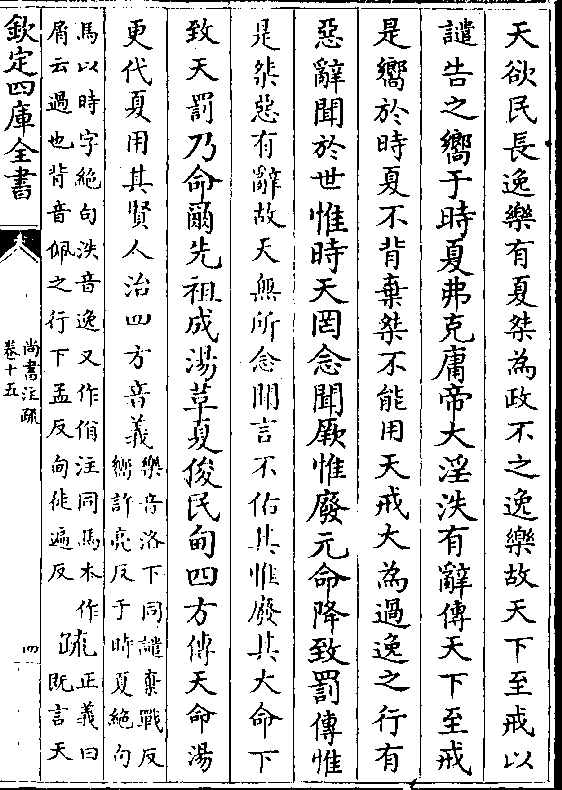 天欲民長逸樂有夏桀為政不之逸樂故天下至戒以
譴告之嚮于時夏弗克庸帝大淫泆有辭傳天下至戒
是嚮於時夏不背棄桀不能用天戒大為過逸之行有
惡辭聞於世惟時天罔念聞厥惟廢元命降致罰傳惟
是桀惡有辭故天無所念聞言不佑其惟廢其大命下
致天罰乃命爾先祖成湯革夏俊民甸四方傳天命湯
更代夏用其賢人治四方音義樂音洛下同譴棄戰反
嚮許亮反于時夏絶句
馬以時字絶句泆音逸又作佾注同馬本作
屑云過也背音佩之行下孟反甸徒遍反
疏正義曰
既言天
欽定四庫全書
尚書注疏
卷十五
四